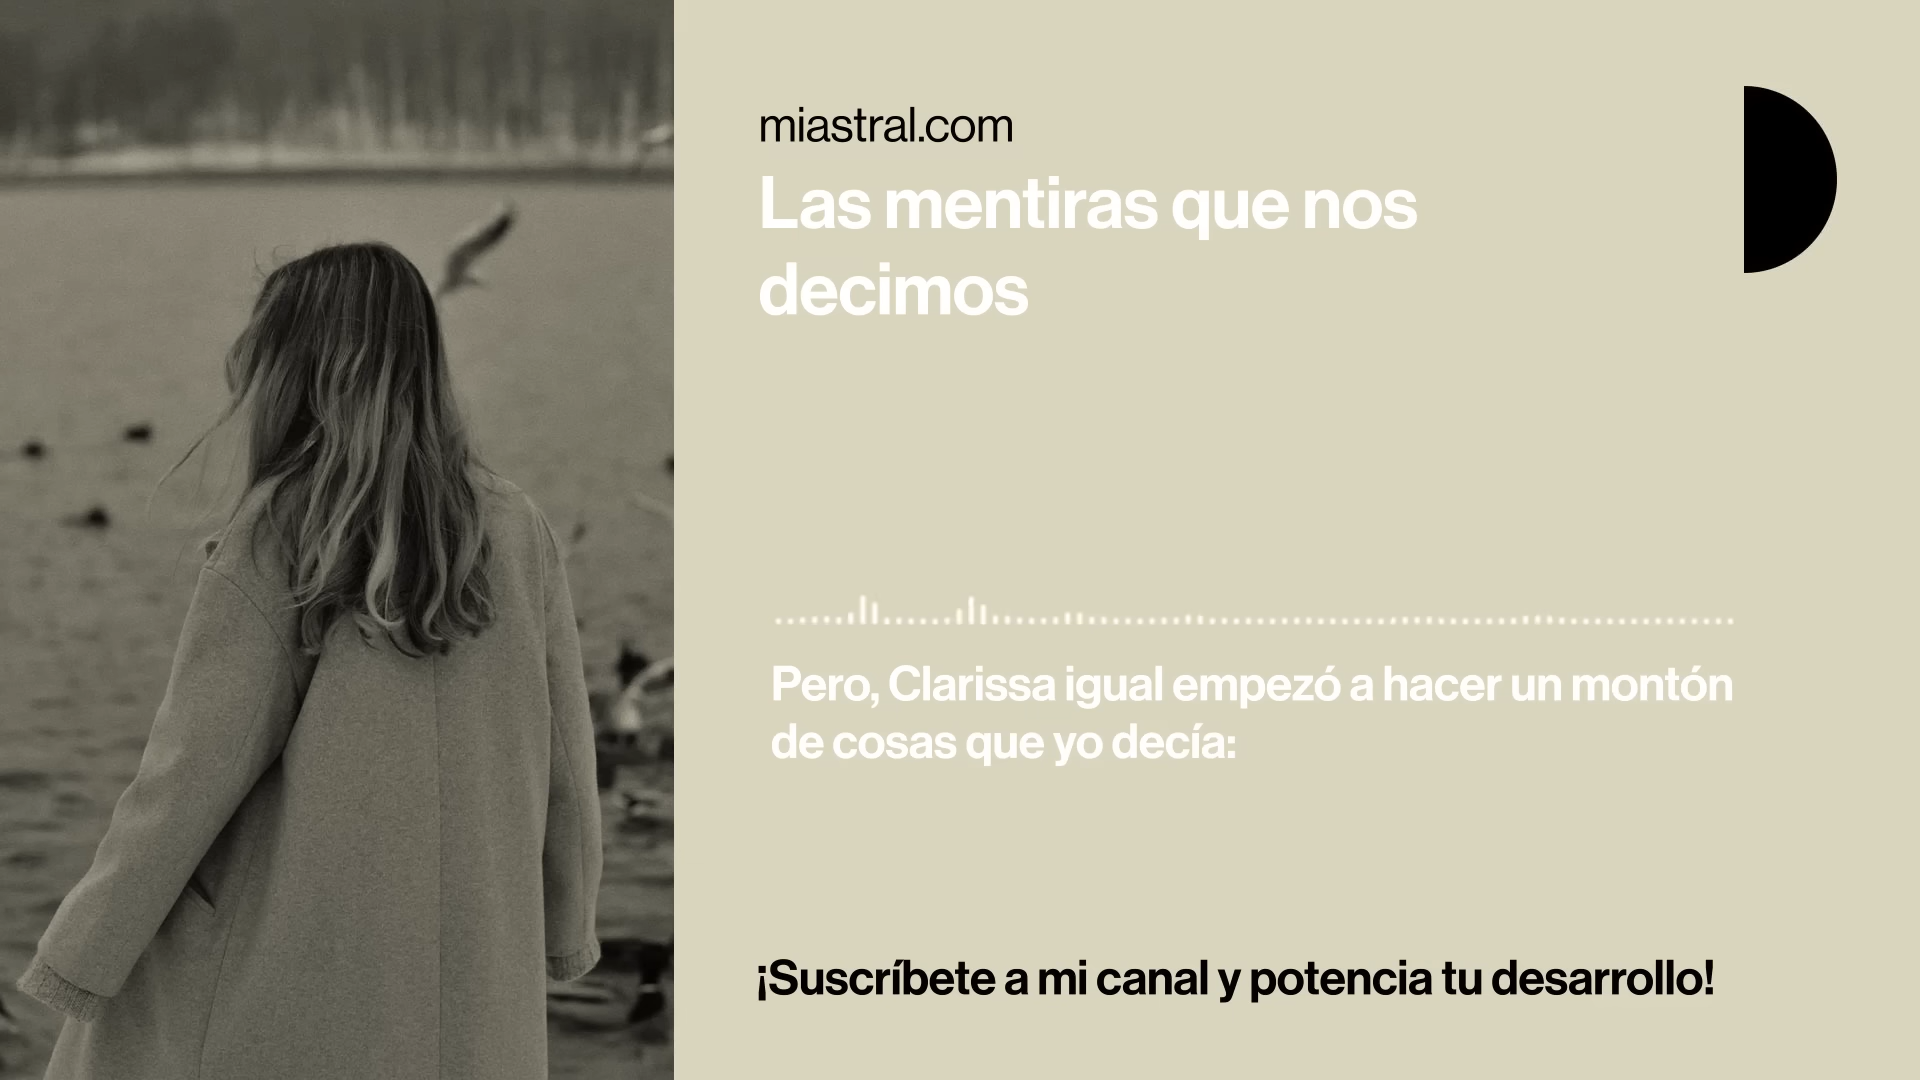 miastral.com
Las mentiras que nos
decimos
Pero, Clarissa igual empezó a hacer un montón
de cosas que yo decía:
¡Suscríbete a mi canal y potencia tu desarrollo!